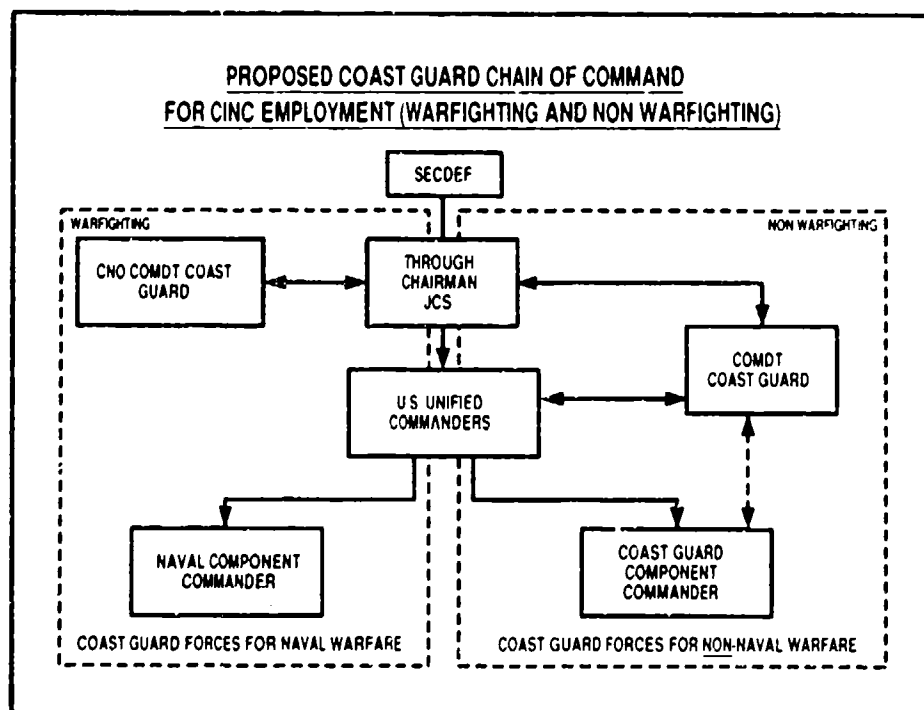 PROPOSED COAST GUARD CHAIN OF COMMAND
FOR CINC EMPLOYMENT (WARFIGHTING AND NON WARFIGHTING)
SECDEF
WARFIGHTING
NON WARFIGHTING
CNO COMDT COAST
GUARD
THROUGH
CHAIRMAN
JCS
COMDT
COAST GUARD
U.S. UNIFIED
COMMANDERS
NAVAL COMPONENT
COMMANDER
COAST GUARD
COMPONENT
COMMANDER
COAST GUARD FORCES FOR NAVAL WARFARE
COAST GUARD FORCES FOR NON-NAVAL WARFARE